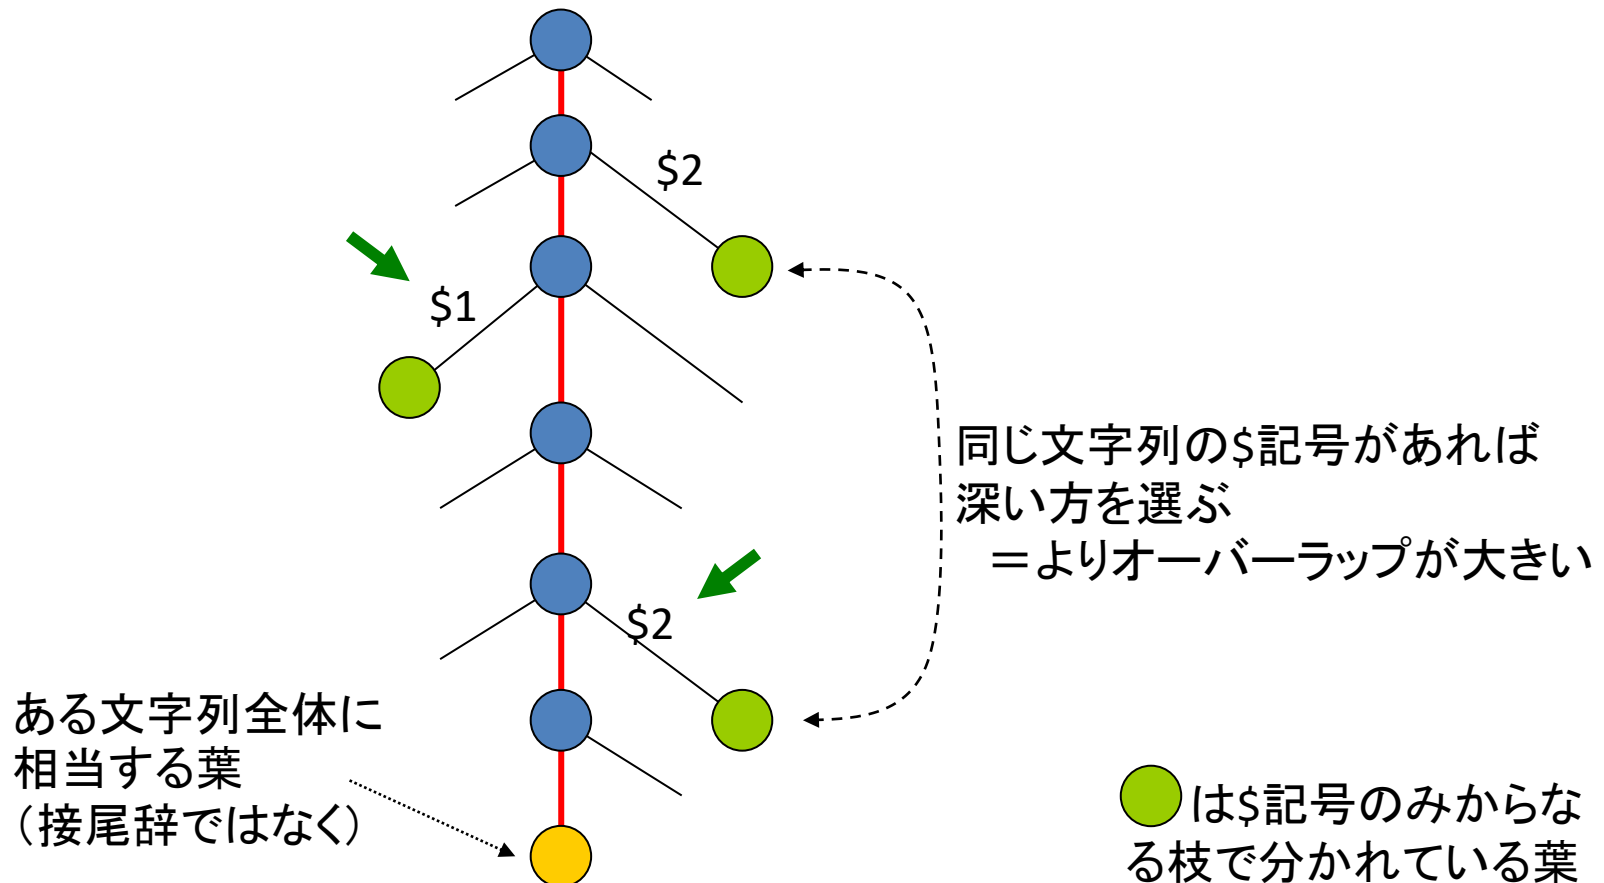 $2
$1
同じ文字列の$記号があれば
深い方を選ぶ
＝よりオーバーラップが大きい
$2
ある文字列全体に
相当する葉
（接尾辞ではなく）
は$記号のみからな
る枝で分かれている葉